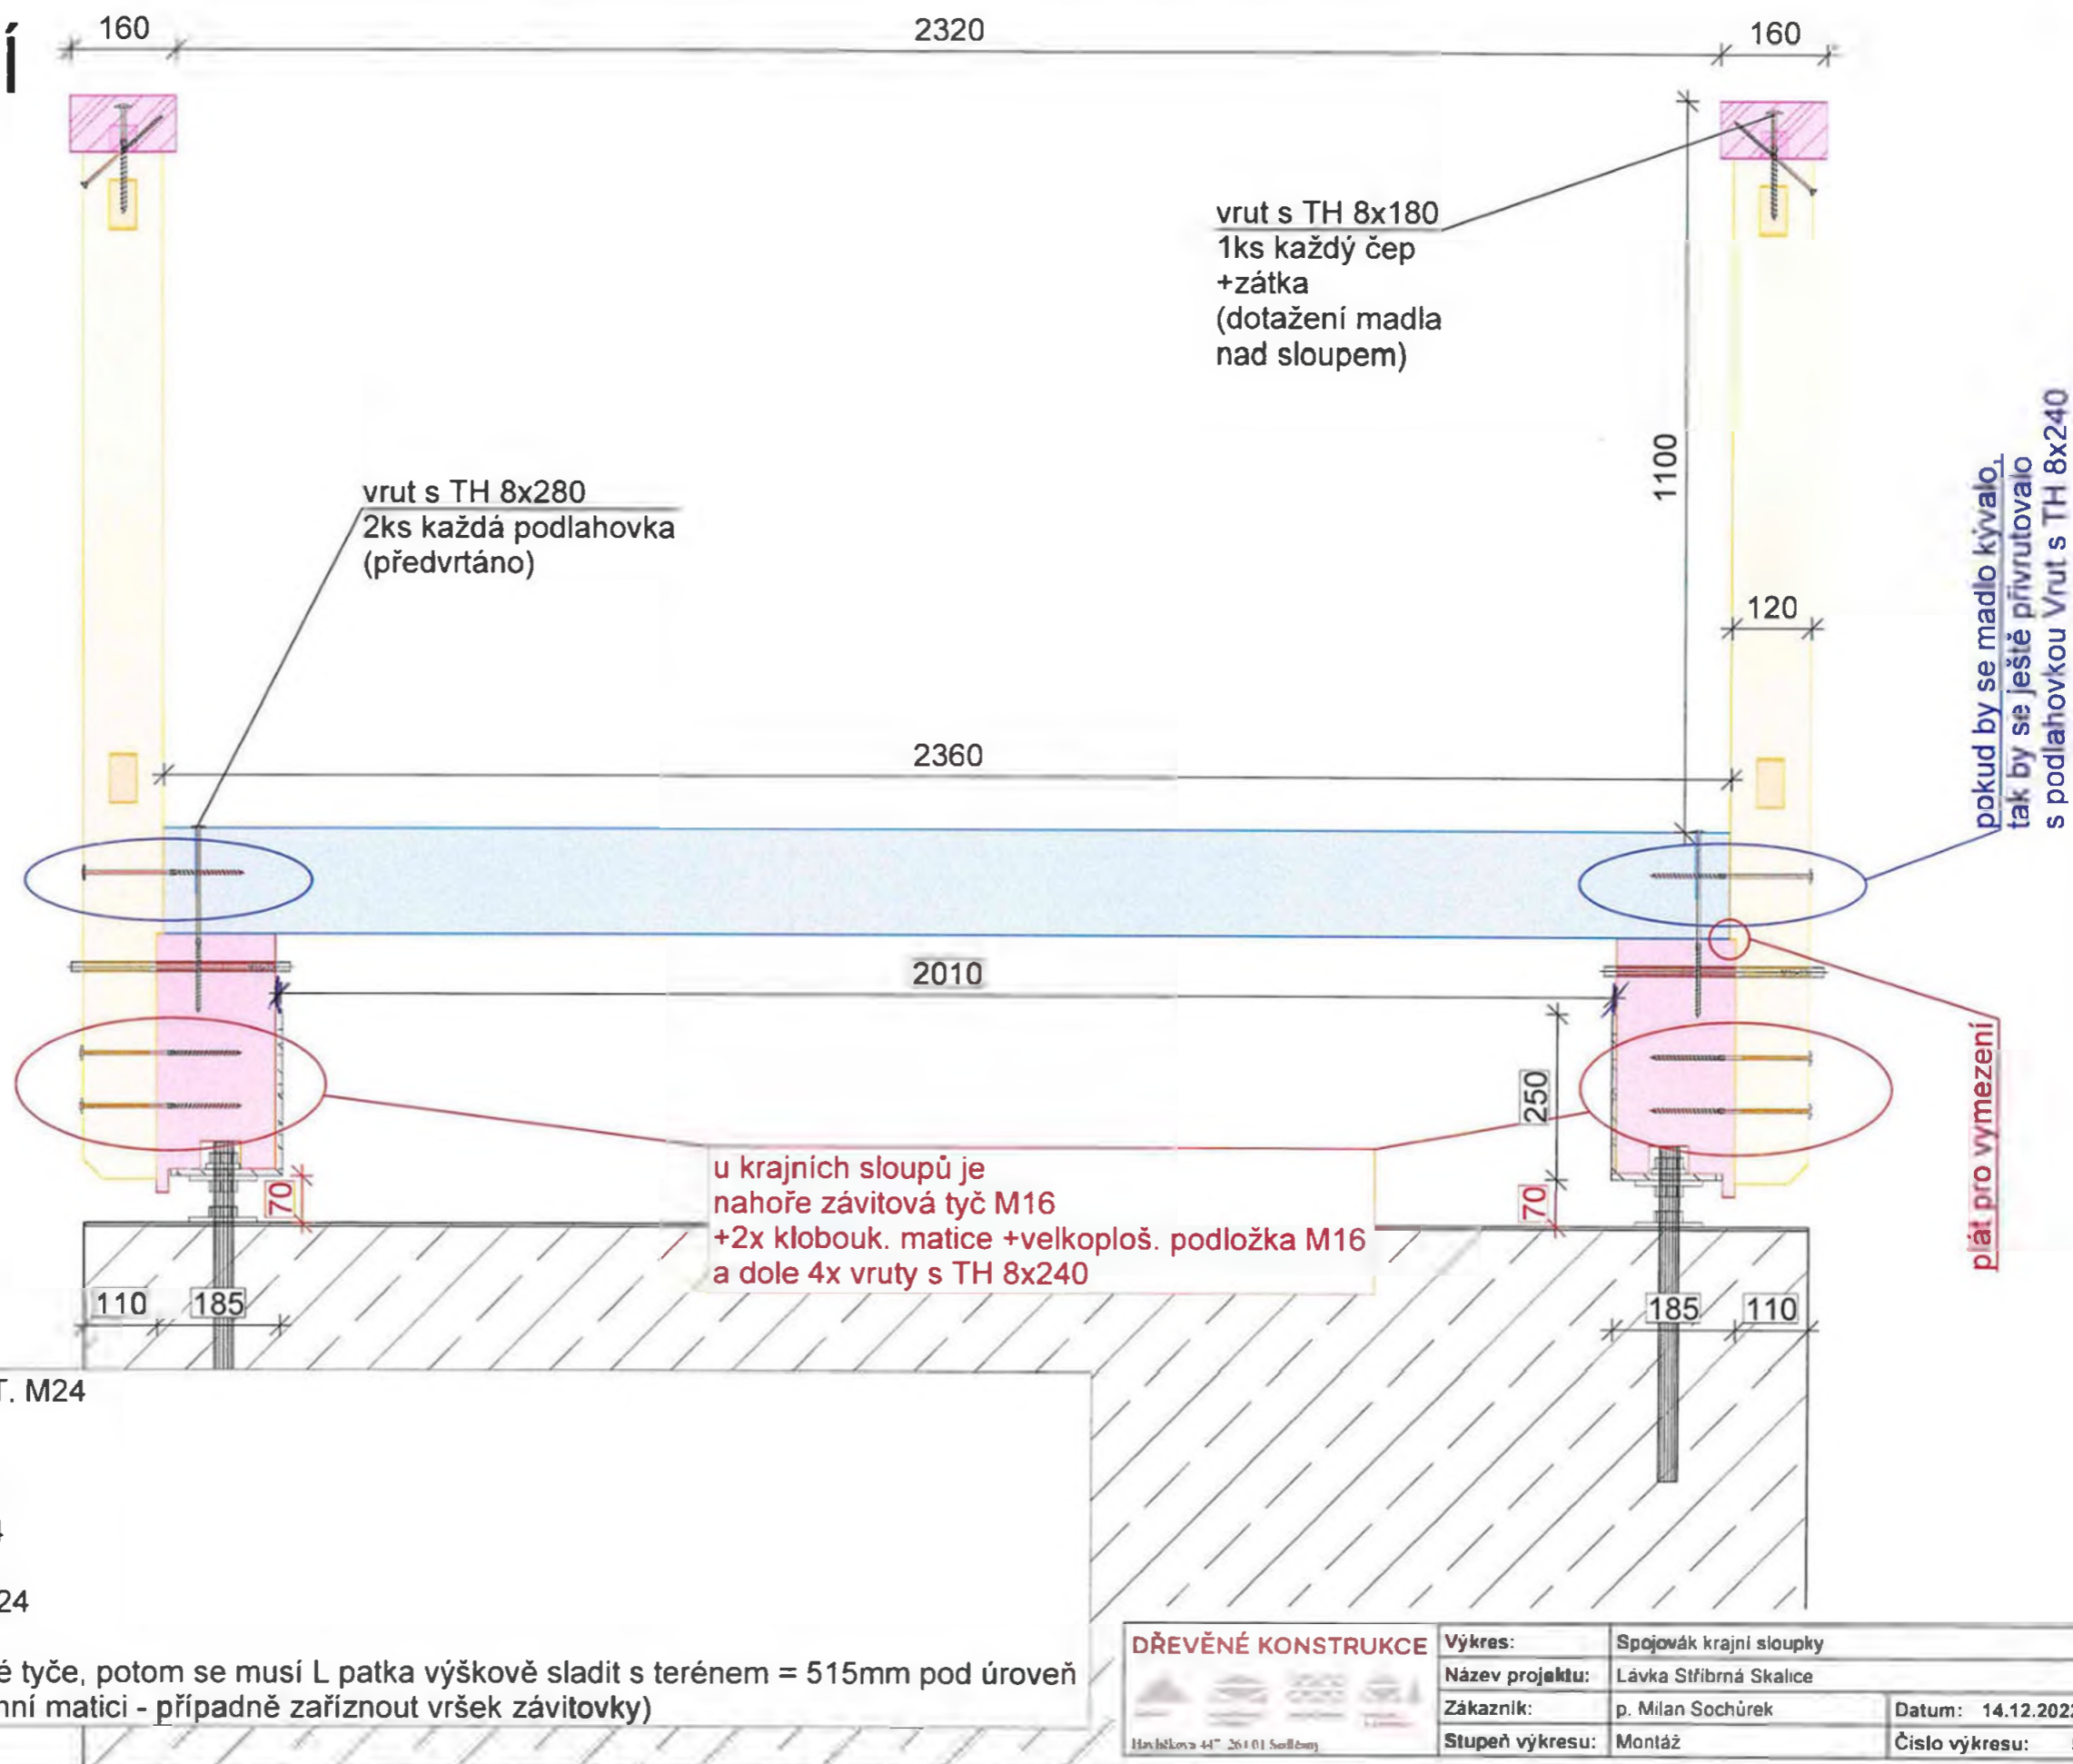 Í
160
2320
160
vrut s TH 8x180
1ks každý čep
+zátka
(dotažení madla
nad sloupem)
1100
vrut s TH 8x280
2ks každá podlahovka
(předvrtáno)
pokud by se madlo kývalo,
tak by se ještě přivrutovalo
s podlahovkou Vrut s TH 8x240
120
2360
2010
250
plát pro vymezení
70
70
u krajních sloupů je
nahoře závitová tyč M16
+2x klobouk. matice +velkoploš. podložka M16
a dole 4x vruty s TH 8x240
110
185
185
110
T. M24
24
é tyče, potom se musí L patka výškově sladit s terénem = 515mm pod úroveň
nní matici - případně zaříznout vršek závitovky)
DŘEVĚNÉ KONSTRUKCE
Výkres: Spojovák krajní sloupky
Název projektu: Lávka Stříbrná Skalice
Zákazník: p. Milan Sochůrek
Datum: 14.12.202
Stupeň výkresu: Montáž
Číslo výkresu: